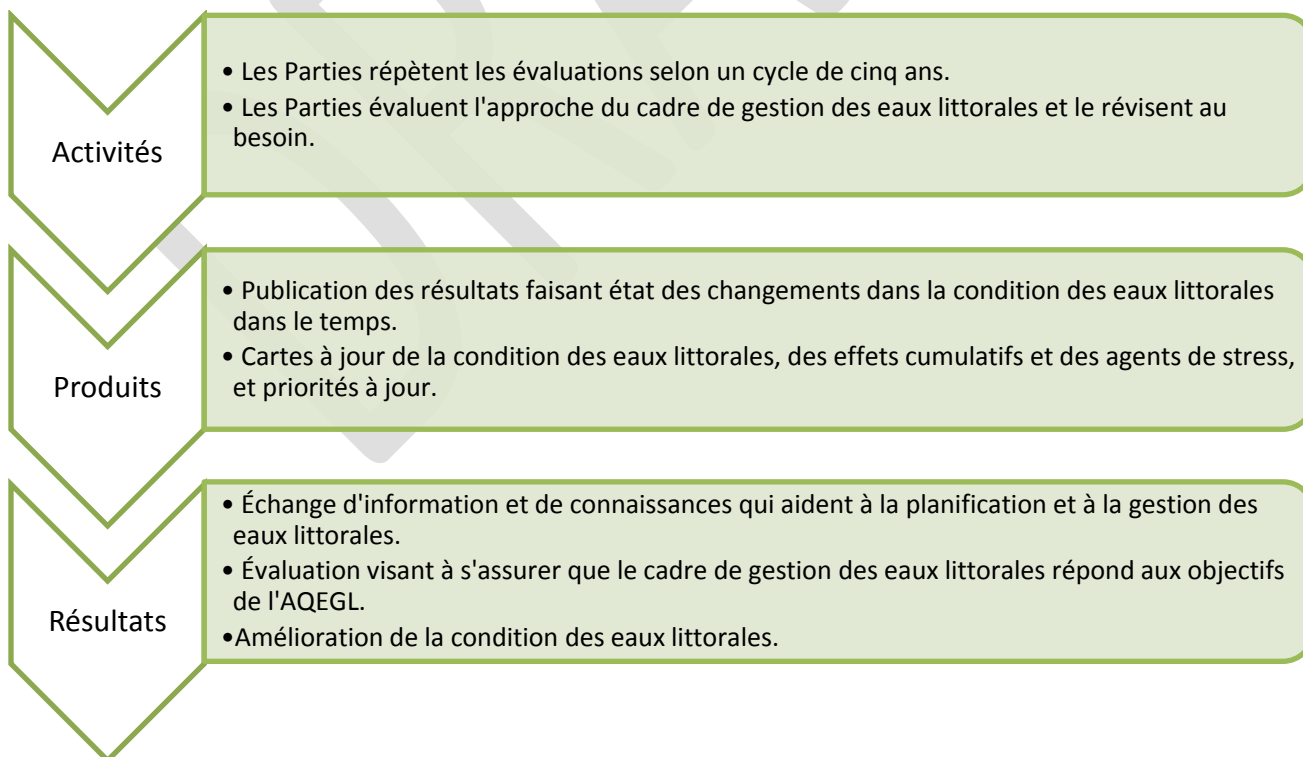 Activités
• Les Parties répètent les évaluations selon un cycle de cinq ans.
• Les Parties évaluent l'approche du cadre de gestion des eaux littorales et le révisent au
besoin.
Produits
• Publication des résultats faisant état des changements dans la condition des eaux littorales
dans le temps.
• Cartes à jour de la condition des eaux littorales, des effets cumulatifs et des agents de stress,
et priorités à jour.
Résultats
• Échange d'information et de connaissances qui aident à la planification et à la gestion des
eaux littorales.
• Évaluation visant à s'assurer que le cadre de gestion des eaux littorales répond aux objectifs
de l'AQEGL.
•Amélioration de la condition des eaux littorales.